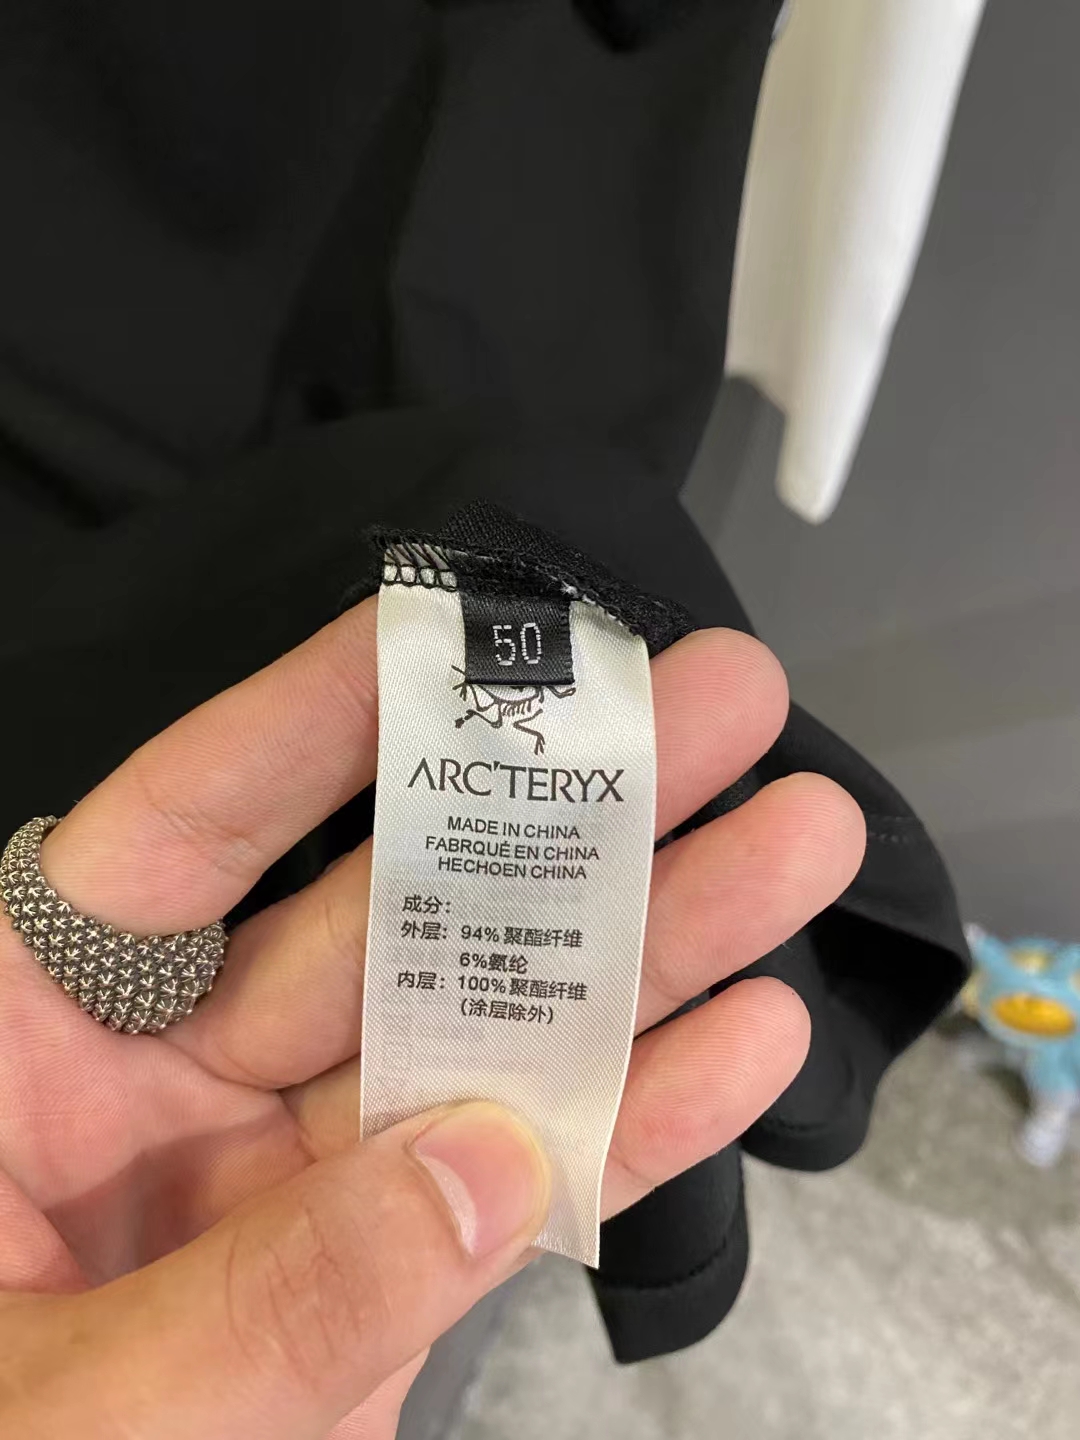 50
ARC'TERYX
MADE IN CHINA
FABRQUÉ EN CHINA
HECHOEN CHINA
成分：
外层：94% 聚酯纤维
6%氨纶
内层：100% 聚酯纤维
(涂层除外)